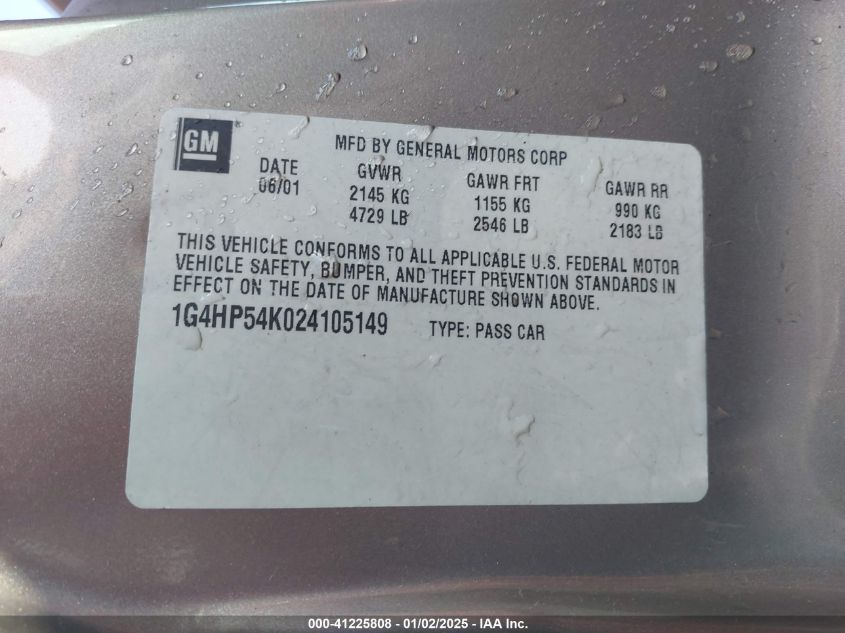 GM
MFD BY GENERAL MOTORS CORP
DATE GVWR GAWR FRT GAWR RR
06/01 2145 KG 1155 KG 990 KG
4729 LB 2546 LB 2183 LB
THIS VEHICLE CONFORMS TO ALL APPLICABLE U.S. FEDERAL MOTOR
VEHICLE SAFETY, BUMPER, AND THEFT PREVENTION STANDARDS IN
EFFECT ON THE DATE OF MANUFACTURE SHOWN ABOVE.
1G4HP54K024105149 TYPE: PASS CAR
000-41225808 - 01/02/2025 - IAA Inc.